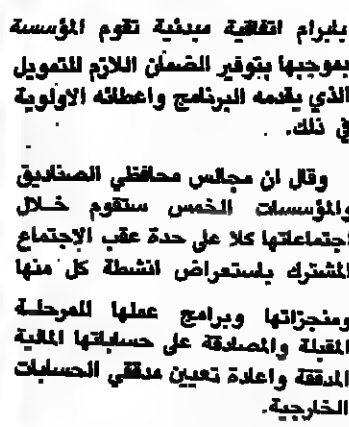 بابرام اتفاقية مبدئية تقوم المؤسسة
بموجبها بتوفير الضمان اللازم للتمويل
الذي يقدمه البرنامج واعطائه الاولوية
في ذلك.
وقال ان مجالس محافظي الصناديق
والمؤسسات الخمس ستقوم خلال
اجتماعاتها كلا على حدة عقب الاجتماع
المشترك باستعراض انشطة كل منها
ومنجزاتها وبرامج عملها للمرحلة
المقبلة والمصادقة على حساباتها المالية
المدققة واعادة تعيين مدققي الحسابات
الخارجية.